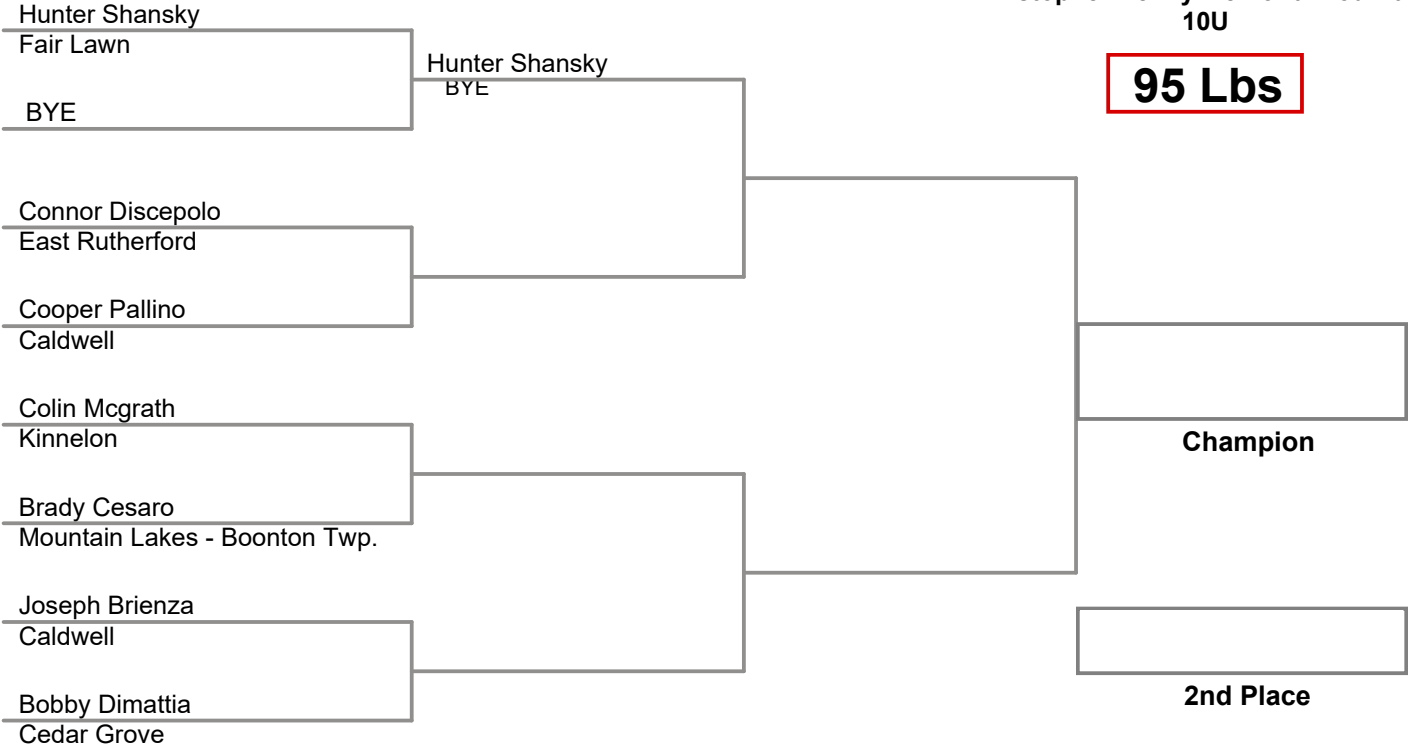 10U
95 Lbs
Hunter Shansky
Fair Lawn
BYE
Hunter Shansky
BYE
Connor Discepolo
East Rutherford
Cooper Pallino
Caldwell
Colin Mcgrath
Kinnelon
Brady Cesaro
Mountain Lakes - Boonton Twp.
Joseph Brienza
Caldwell
Bobby Dimattia
Cedar Grove
Champion
2nd Place